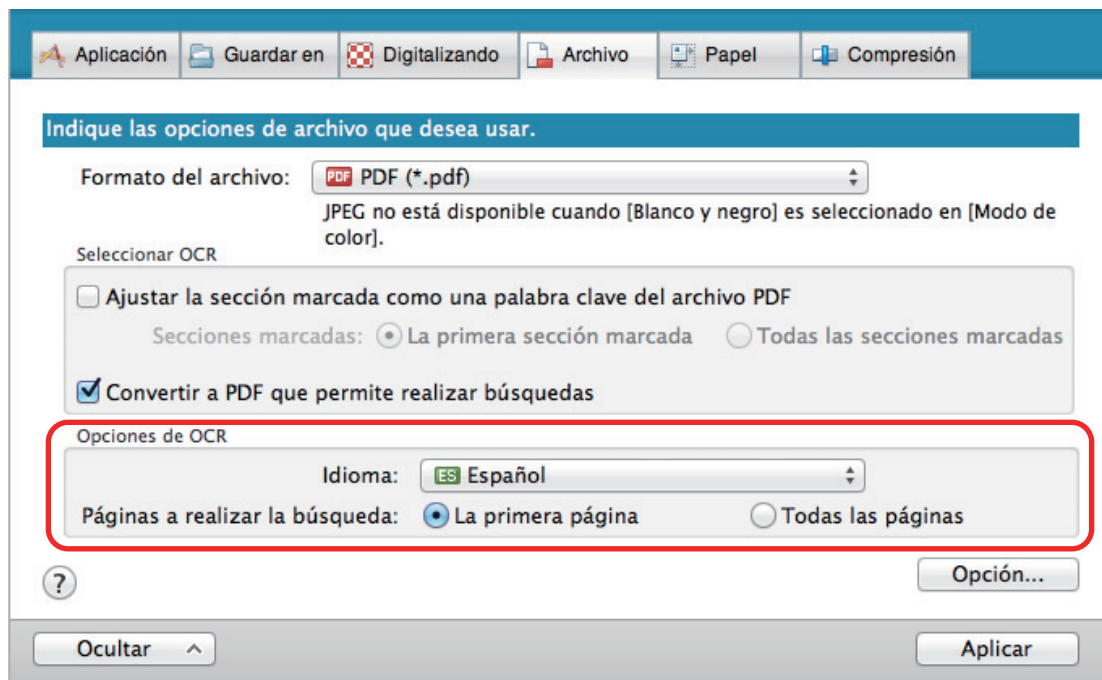 Aplicación Guardar en Digitalizando Archivo Papel Compresión
Indique las opciones de archivo que desea usar.
Formato del archivo: PDF PDF (*.pdf)
JPEG no está disponible cuando [Blanco y negro] es seleccionado en [Modo de
color].
Seleccionar OCR
Ajustar la sección marcada como una palabra clave del archivo PDF
Secciones marcadas: La primera sección marcada Todas las secciones marcadas
Convertir a PDF que permite realizar búsquedas
Opciones de OCR
Idioma: ES Español
Páginas a realizar la búsqueda: La primera página Todas las páginas
? Opción...
Ocultar Aplicar